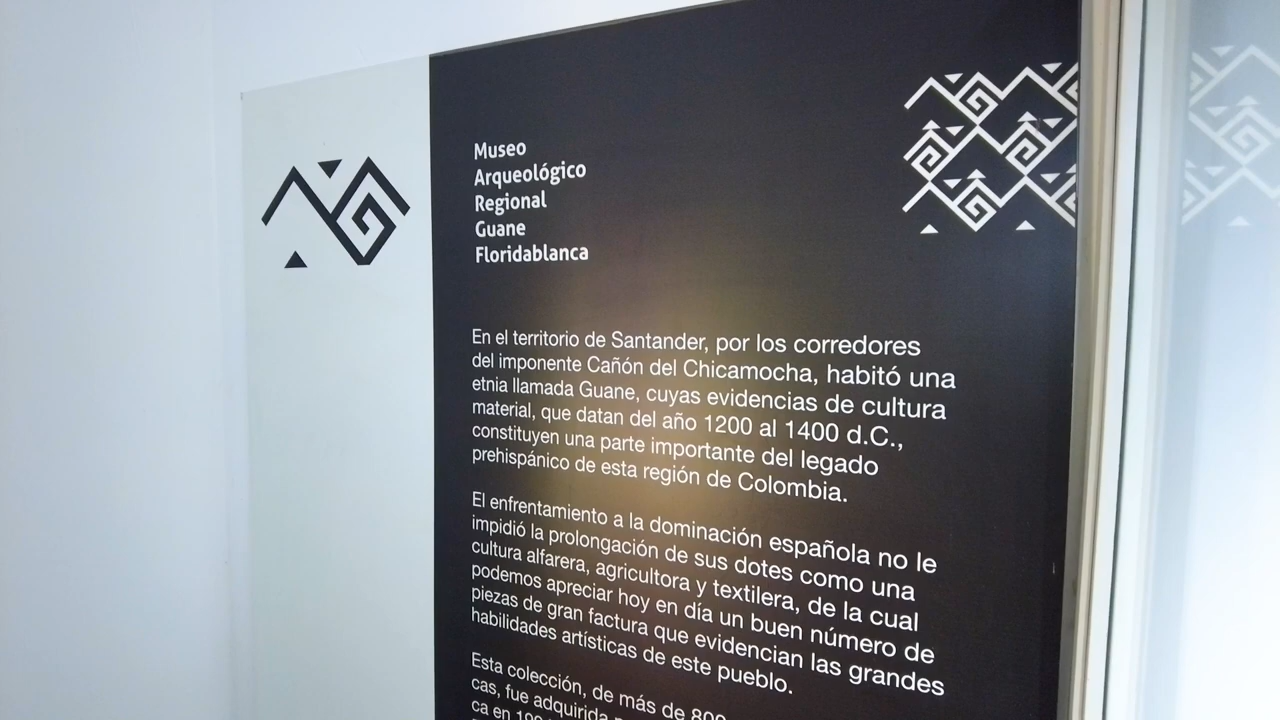 Museo
Arqueológico
Regional
Guane
Floridablanca
En el territorio de Santander, por los corredores
del imponente Cañón del Chicamocha, habitó una
etnia llamada Guane, cuyas evidencias de cultura
material, que datan del año 1200 al 1400 d.C.,
constituyen una parte importante del legado
prehispánico de esta región de Colombia.
El enfrentamiento a la dominación española no le
impidió la prolongación de sus dotes como una
cultura alfarera, agricultora y textilera, de la cual
podemos apreciar hoy en día un buen número de
piezas de gran factura que evidencian las grandes
habilidades artísticas de este pueblo.
Esta colección, de más de 800
cas, fue adquirida
ca en